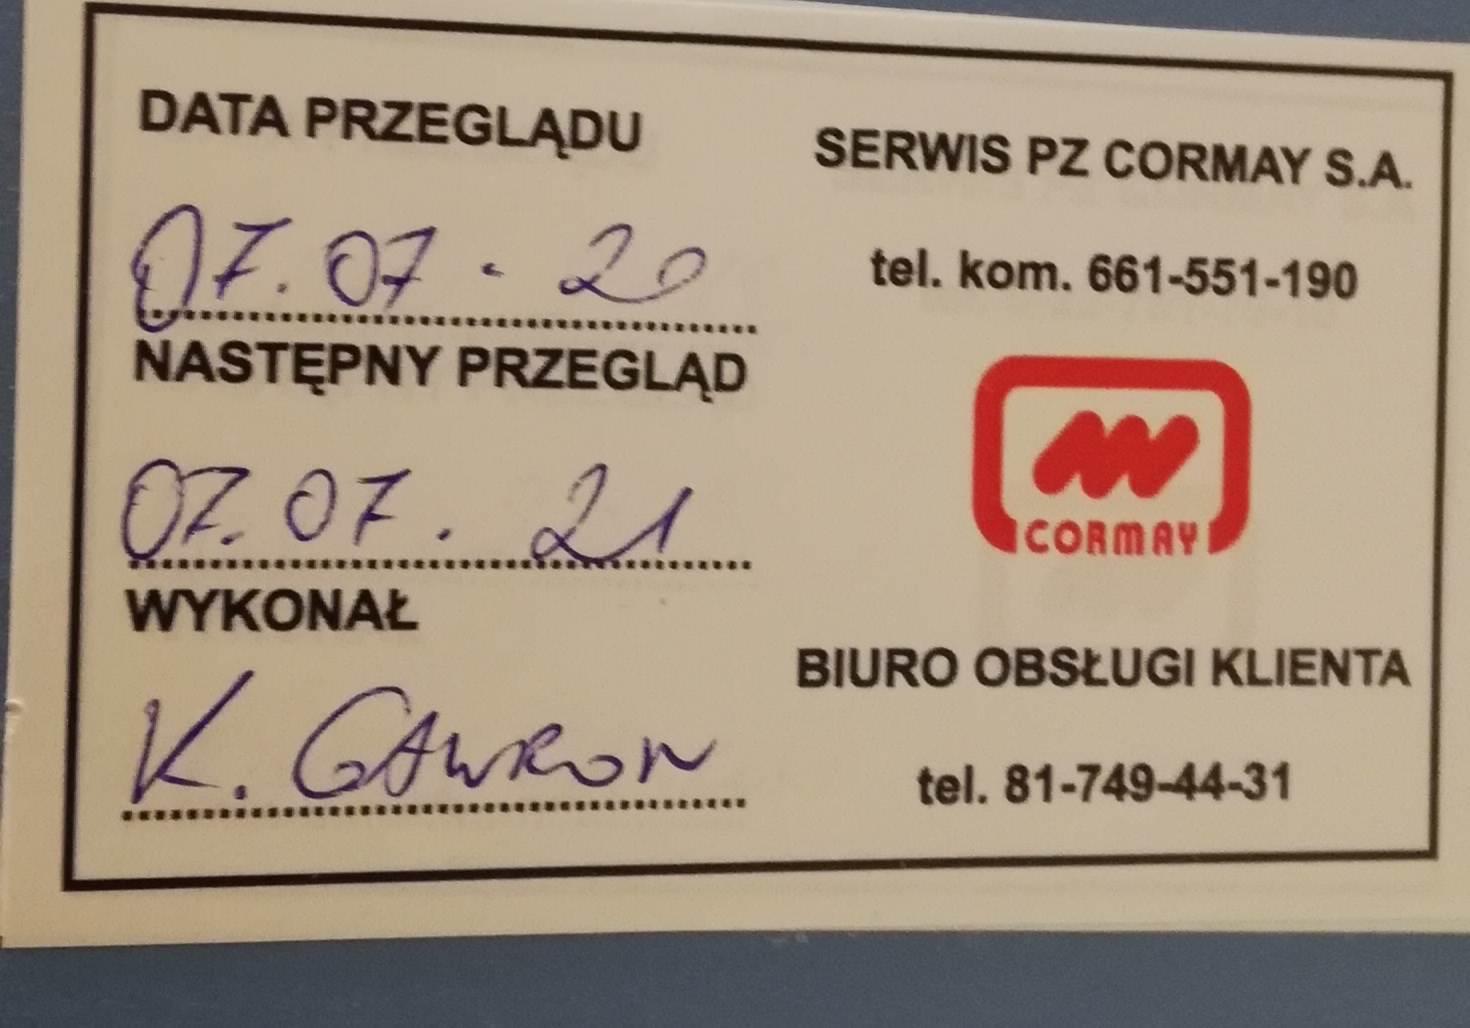 DATA PRZEGLĄDU
07.07.20
NASTĘPNY PRZEGLĄD
07.07.21
WYKONAŁ
K. GAWRON
SERWIS PZ CORMAY S.A.
tel. kom. 661-551-190
CORMAY
BIURO OBSŁUGI KLIENTA
tel. 81-749-44-31